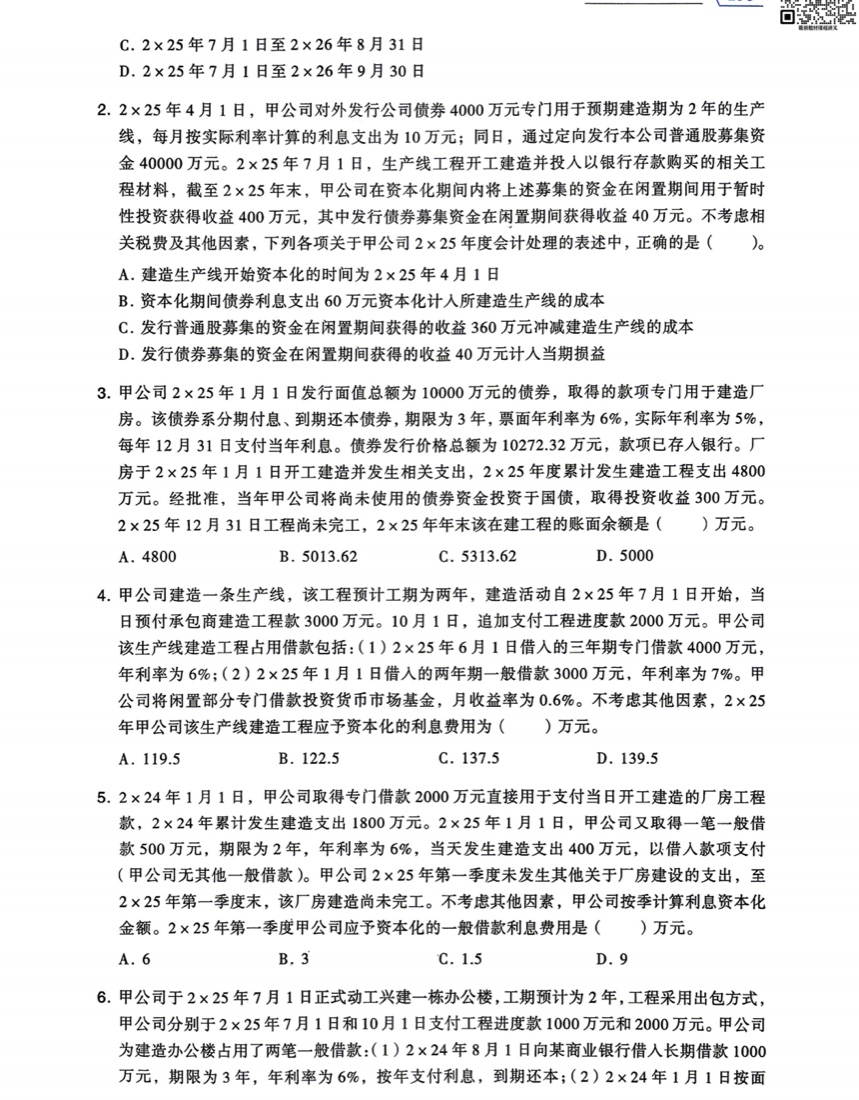 C. 2×25 年 7 月 1 日至 2×26 年 8 月 31 日
D. 2×25 年 7 月 1 日至 2×26 年 9 月 30 日
2. 2×25 年 4 月 1 日，甲公司对外发行公司债券 4000 万元专门用于预期建造期为 2 年的生产
线，每月按实际利率计算的利息支出为 10 万元；同日，通过定向发行本公司普通股募集资
金 40000 万元。2×25 年 7 月 1 日，生产线工程开工建造并投入以银行存款购买的相关工
程材料，截至 2×25 年末，甲公司在资本化期间内将上述募集的资金在闲置期间用于暂时
性投资获得收益 400 万元，其中发行债券募集资金在闲置期间获得收益 40 万元。不考虑相
关税费及其他因素，下列各项关于甲公司 2×25 年度会计处理的表述中，正确的是（　　）。
A. 建造生产线开始资本化的时间为 2×25 年 4 月 1 日
B. 资本化期间债券利息支出 60 万元资本化计入所建造生产线的成本
C. 发行普通股募集的资金在闲置期间获得的收益 360 万元冲减建造生产线的成本
D. 发行债券募集的资金在闲置期间获得的收益 40 万元计入当期损益
3. 甲公司 2×25 年 1 月 1 日发行面值总额为 10000 万元的债券，取得的款项专门用于建造厂
房。该债券系分期付息、到期还本债券，期限为 3 年，票面年利率为 6%，实际年利率为 5%，
每年 12 月 31 日支付当年利息。债券发行价格总额为 10272.32 万元，款项已存入银行。厂
房于 2×25 年 1 月 1 日开工建造并发生相关支出，2×25 年度累计发生建造工程支出 4800
万元。经批准，当年甲公司将尚未使用的债券资金投资于国债，取得投资收益 300 万元。
2×25 年 12 月 31 日工程尚未完工，2×25 年年末该在建工程的账面余额是（　　）万元。
A. 4800 B. 5013.62 C. 5313.62 D. 5000
4. 甲公司建造一条生产线，该工程预计工期为两年，建造活动自 2×25 年 7 月 1 日开始，当
日预付承包商建造工程款 3000 万元。10 月 1 日，追加支付工程进度款 2000 万元。甲公司
该生产线建造工程占用借款包括：（1）2×25 年 6 月 1 日借入的三年期专门借款 4000 万元，
年利率为 6%；（2）2×25 年 1 月 1 日借入的两年期一般借款 3000 万元，年利率为 7%。甲
公司将闲置部分专门借款投资货币市场基金，月收益率为 0.6%。不考虑其他因素，2×25
年甲公司该生产线建造工程应予资本化的利息费用为（　　）万元。
A. 119.5 B. 122.5 C. 137.5 D. 139.5
5. 2×24 年 1 月 1 日，甲公司取得专门借款 2000 万元直接用于支付当日开工建造的厂房工程
款，2×24 年累计发生建造支出 1800 万元。2×25 年 1 月 1 日，甲公司又取得一笔一般借
款 500 万元，期限为 2 年，年利率为 6%，当天发生建造支出 400 万元，以借入款项支付
（甲公司无其他一般借款）。甲公司 2×25 年第一季度未发生其他关于厂房建设的支出，至
2×25 年第一季度末，该厂房建造尚未完工。不考虑其他因素，甲公司按季计算利息资本化
金额。2×25 年第一季度甲公司应予资本化的一般借款利息费用是（　　）万元。
A. 6 B. 3 C. 1.5 D. 9
6. 甲公司于 2×25 年 7 月 1 日正式动工兴建一栋办公楼，工期预计为 2 年，工程采用出包方式，
甲公司分别于 2×25 年 7 月 1 日和 10 月 1 日支付工程进度款 1000 万元和 2000 万元。甲公司
为建造办公楼占用了两笔一般借款：（1）2×24 年 8 月 1 日向某商业银行借入长期借款 1000
万元，期限为 3 年，年利率为 6%，按年支付利息，到期还本；（2）2×24 年 1 月 1 日按面